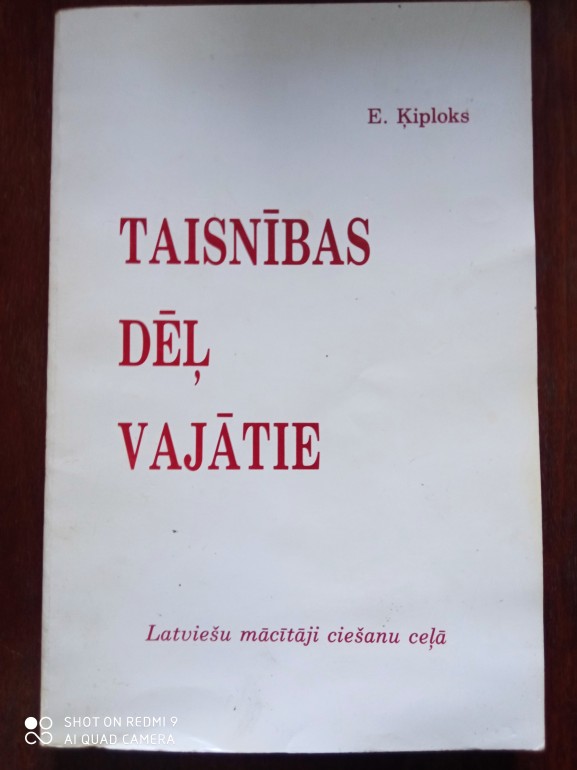 E. Ķiploks
TAISNĪBAS
DĒĻ
VAJĀTIE
Latviešu mācītāji ciešanu ceļā
SHOT ON REDMI 9
AI QUAD CAMERA